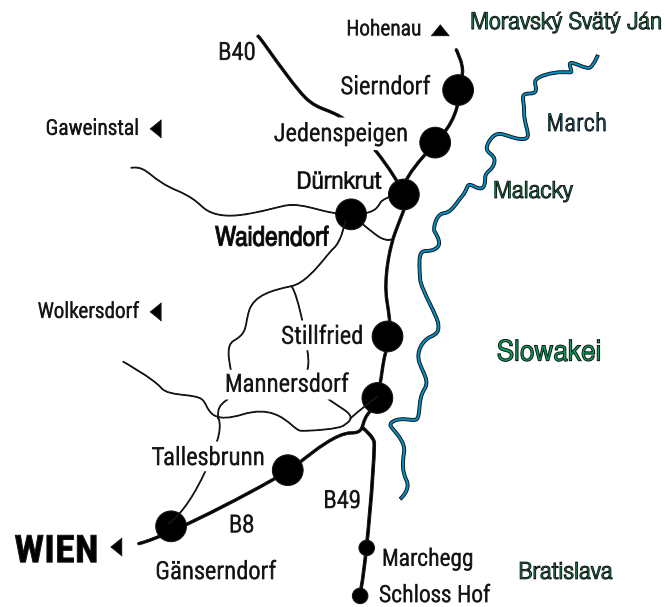 Moravský Svätý Ján
Hohenau
B40
Sierndorf
March
Gaweinstal
Jedenspeigen
Dürnkrut
Malacky
Waidendorf
Wolkersdorf
Stillfried
Slowakei
Mannersdorf
Tallesbrunn
B49
B8
WIEN
Marchegg
Gänserndorf
Bratislava
Schloss Hof